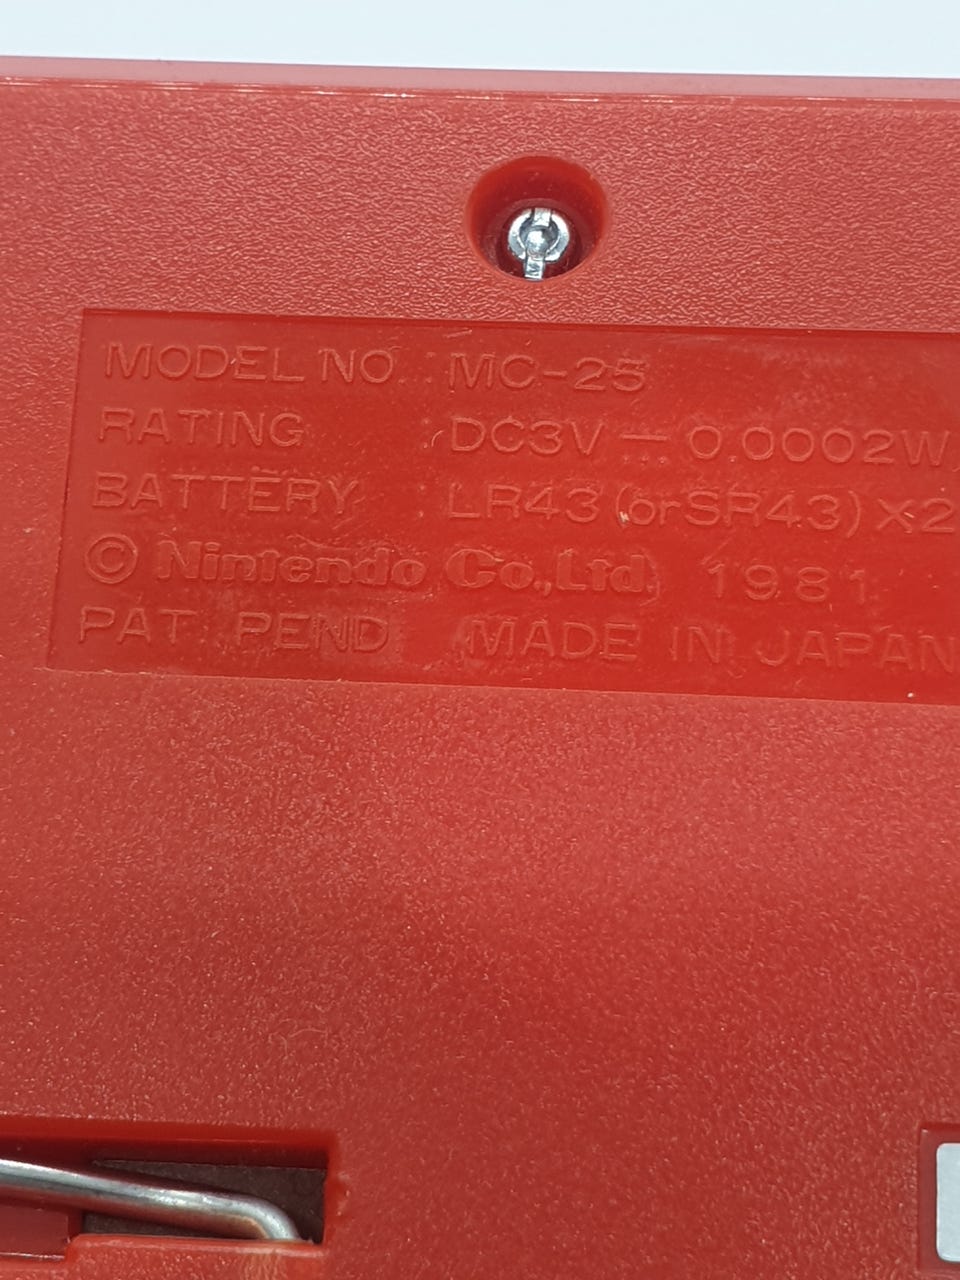 MODEL NO. : MC-25
RATING : DC3V ⎓ 0.0002W
BATTERY LR43 (or SR43) X2
© Nintendo Co.,Ltd. 1981
PAT. PEND MADE IN JAPAN